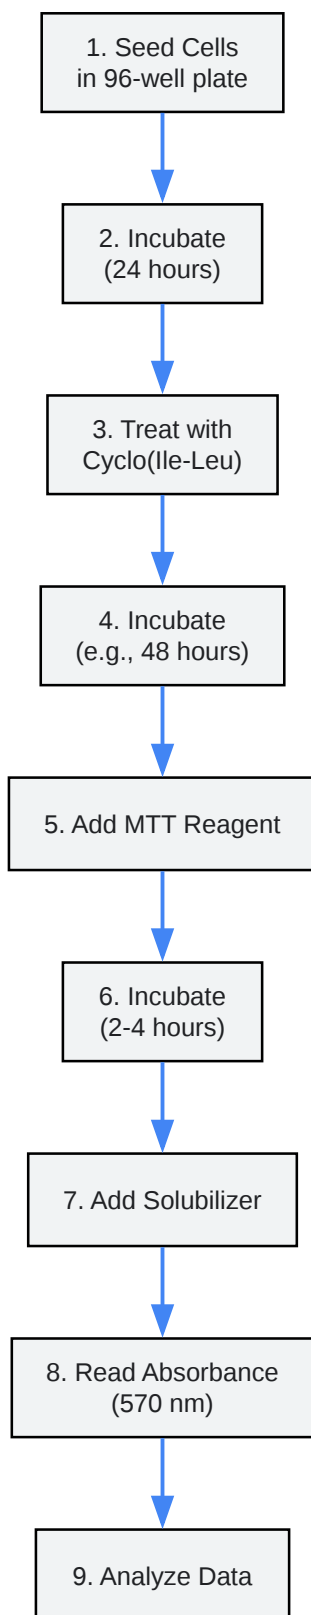 1. Seed Cells
in 96-well plate
2. Incubate
(24 hours)
3. Treat with
Cyclo(Ile-Leu)
4. Incubate
(e.g., 48 hours)
5. Add MTT Reagent
6. Incubate
(2-4 hours)
7. Add Solubilizer
8. Read Absorbance
(570 nm)
9. Analyze Data